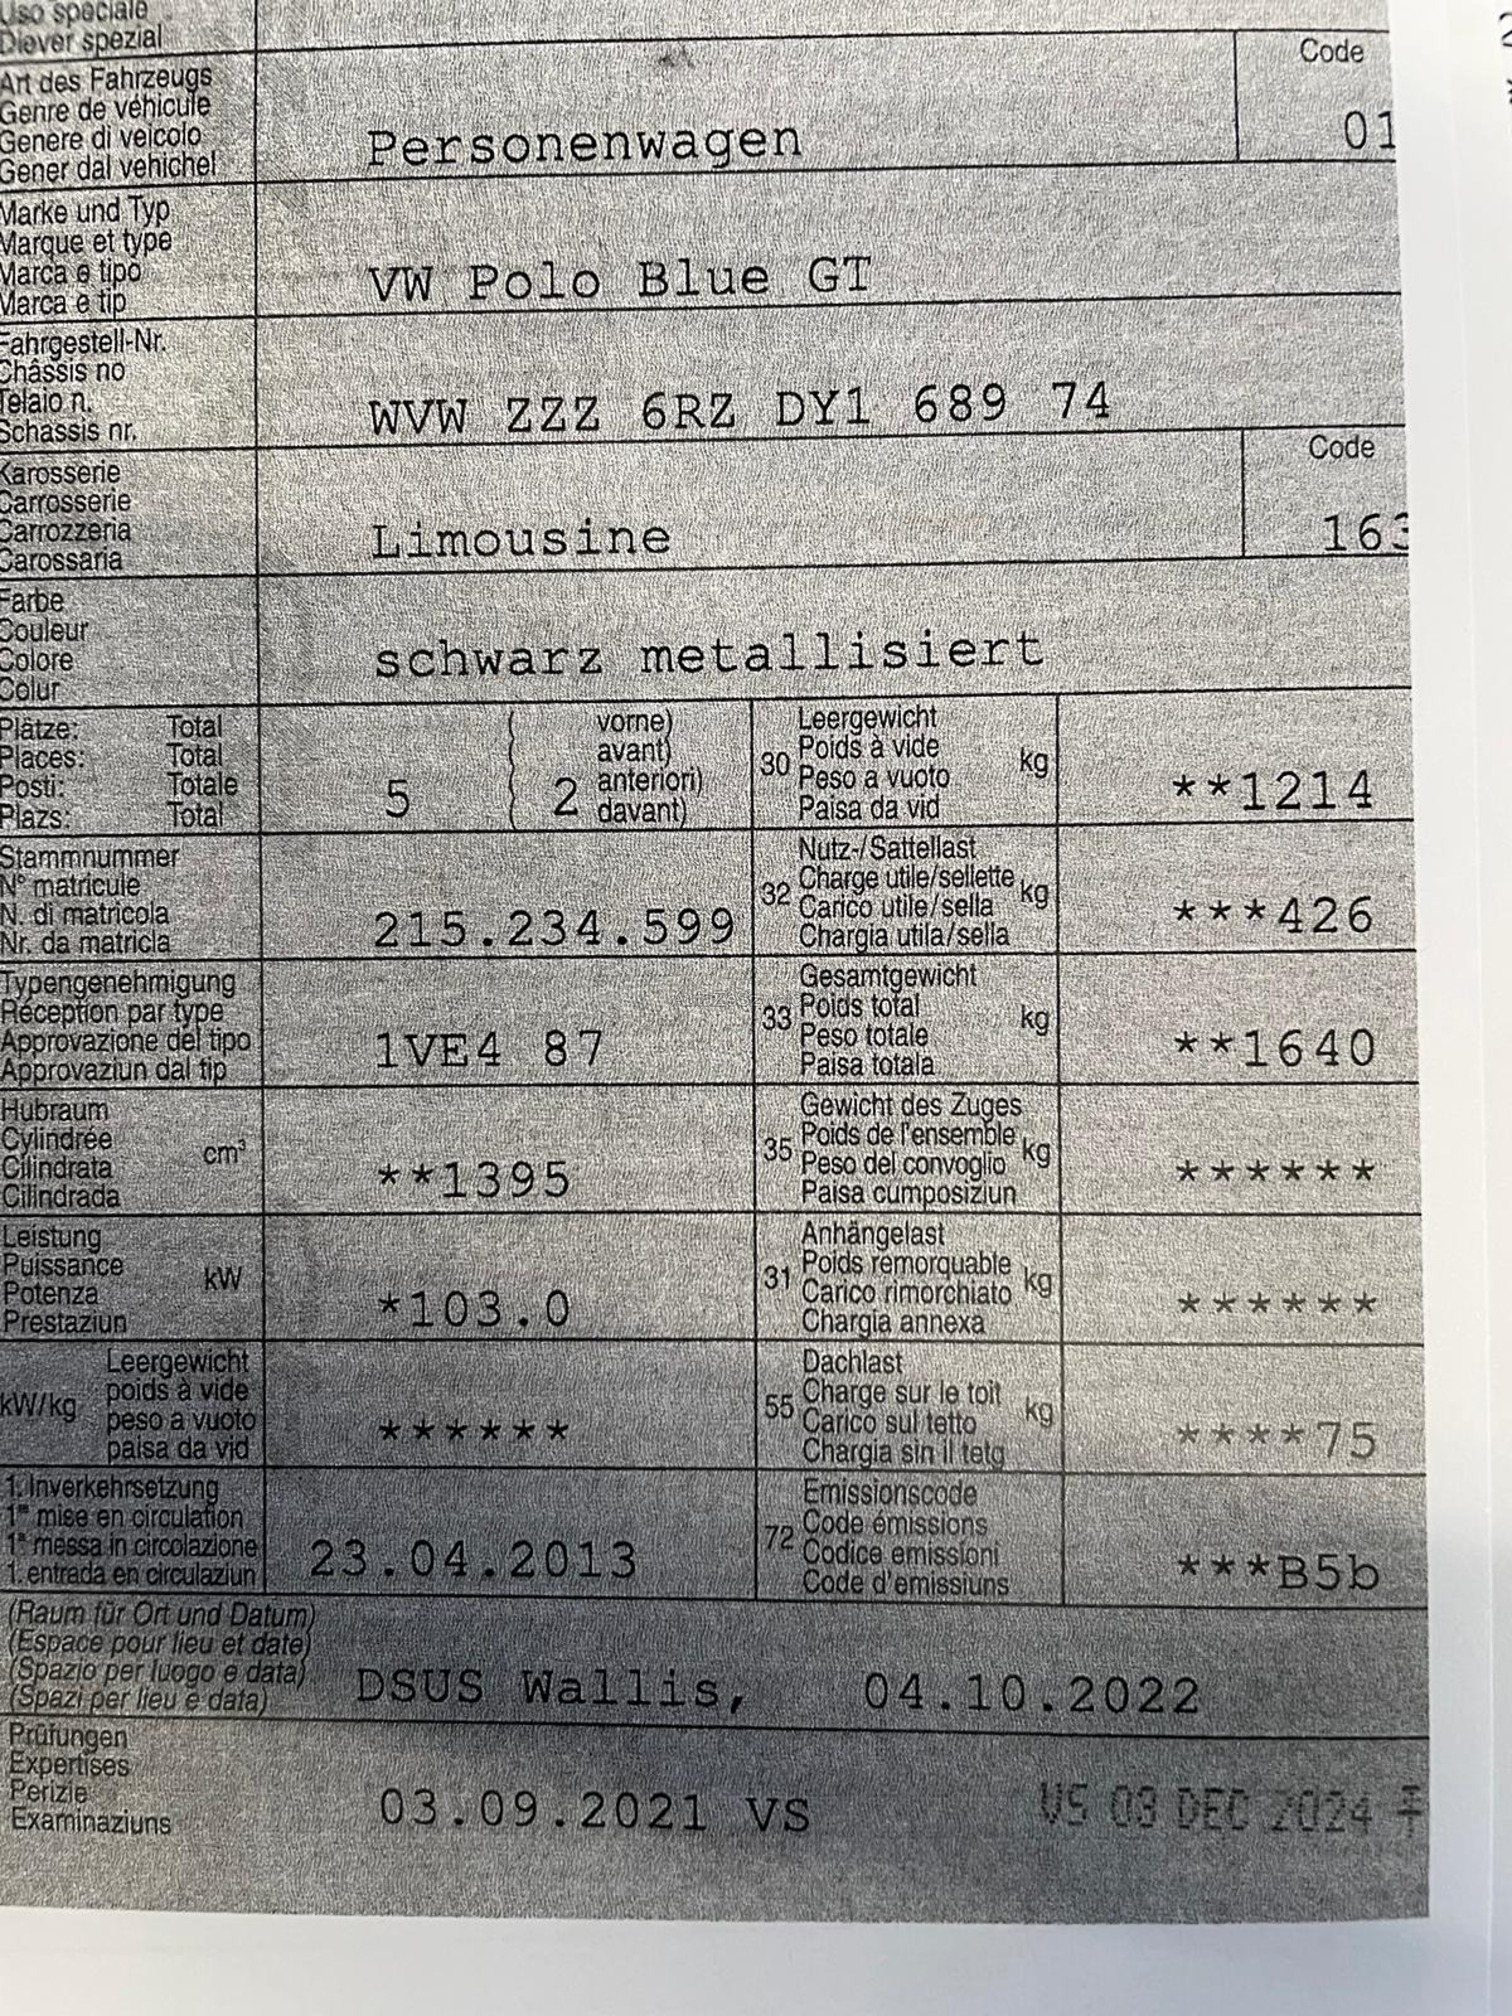 Uso speciale
Diever spezial
Code
Art des Fahrzeugs
Genre de véhicule
Genere di veicolo
Gener dal vehichel
Personenwagen
01
Marke und Typ
Marque et type
Marca e tipo
Marca e tip
VW Polo Blue GT
Fahrgestell-Nr.
Châssis no
Telaio n.
Schassis nr.
WVW ZZZ 6RZ DY1 689 74
Code
Karosserie
Carrosserie
Carrozzeria
Carossaria
Limousine
163
Farbe
Couleur
Colore
Colur
schwarz metallisiert
Plätze: Total
Places: Total
Posti: Totale
Plazs: Total
5
( 2
vorne)
avant)
anteriori)
davant)
30
Leergewicht
Poids à vide
Peso a vuoto
Paisa da vid
kg
**1214
Stammnummer
N° matricule
N. di matricola
Nr. da matricla
215.234.599
32
Nutz-/Sattellast
Charge utile/sellette
Carico utile/sella
Chargia utila/sella
kg
***426
Typengenehmigung
Réception par type
Approvazione del tipo
Approvaziun dal tip
1VE4 87
33
Gesamtgewicht
Poids total
Peso totale
Paisa totala
kg
**1640
Hubraum
Cylindrée
Cilindrata
Cilindrada
cm³
**1395
35
Gewicht des Zuges
Poids de l'ensemble
Peso del convoglio
Paisa cumposiziun
kg
******
Leistung
Puissance
Potenza
Prestaziun
kW
*103.0
31
Anhängelast
Poids remorquable
Carico rimorchiato
Chargia annexa
kg
******
kW/kg
Leergewicht
poids à vide
peso a vuoto
paisa da vid
******
55
Dachlast
Charge sur le toit
Carico sul tetto
Chargia sin il tetg
kg
****75
1. Inverkehrsetzung
1re mise en circulation
1a messa in circolazione
1. entrada en circulaziun
23.04.2013
72
Emissionscode
Code émissions
Codice emissioni
Code d'emissiuns
***B5b
(Raum für Ort und Datum)
(Espace pour lieu et date)
(Spazio per luogo e data)
(Spazi per lieu e data)
DSUS Wallis, 04.10.2022
Prüfungen
Expertises
Perizie
Examinaziuns
03.09.2021 VS
VS 03 DEC 2024